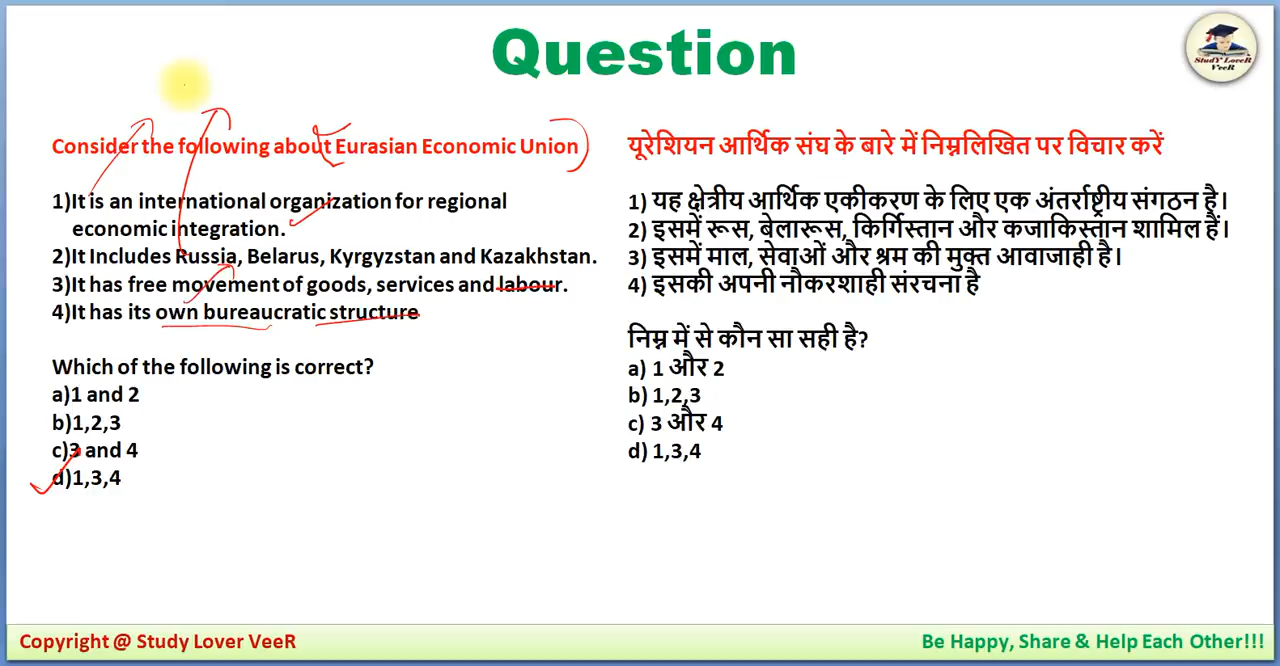 Question
StudY LoveR
VeeR
Consider the following about Eurasian Economic Union
1)It is an international organization for regional
economic integration.
2)It Includes Russia, Belarus, Kyrgyzstan and Kazakhstan.
3)It has free movement of goods, services and labour.
4)It has its own bureaucratic structure
Which of the following is correct?
a)1 and 2
b)1,2,3
c)3 and 4
d)1,3,4
यूरेशियन आर्थिक संघ के बारे में निम्नलिखित पर विचार करें
1) यह क्षेत्रीय आर्थिक एकीकरण के लिए एक अंतर्राष्ट्रीय संगठन है।
2) इसमें रूस, बेलारूस, किर्गिस्तान और कजाकिस्तान शामिल हैं।
3) इसमें माल, सेवाओं और श्रम की मुक्त आवाजाही है।
4) इसकी अपनी नौकरशाही संरचना है
निम्न में से कौन सा सही है?
a) 1 और 2
b) 1,2,3
c) 3 और 4
d) 1,3,4
Copyright @ Study Lover VeeR
Be Happy, Share & Help Each Other!!!